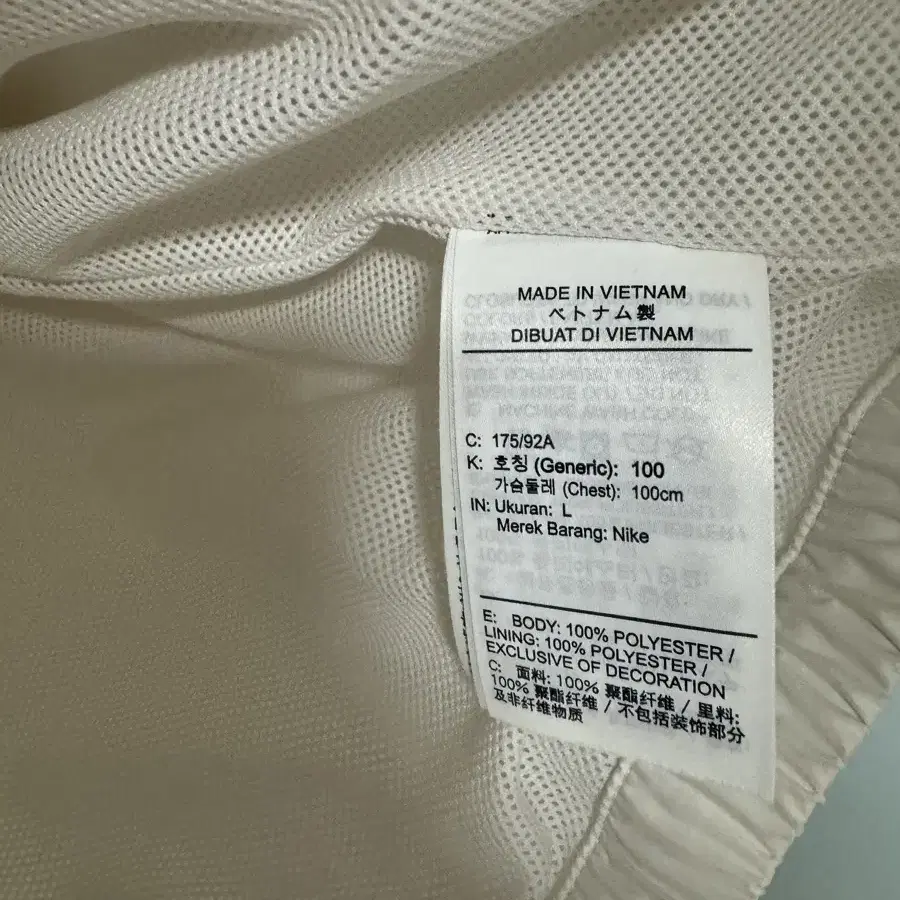 MADE IN VIETNAM
ベトナム製
DIBUAT DI VIETNAM
C: 175/92A
K: 호칭 (Generic): 100
가슴둘레 (Chest): 100cm
IN: Ukuran: L
Merek Barang: Nike
E: BODY: 100% POLYESTER /
LINING: 100% POLYESTER /
EXCLUSIVE OF DECORATION
C: 面料: 100% 聚酯纤维 / 里料:
100% 聚酯纤维 / 不包括装饰部分
及非纤维物质